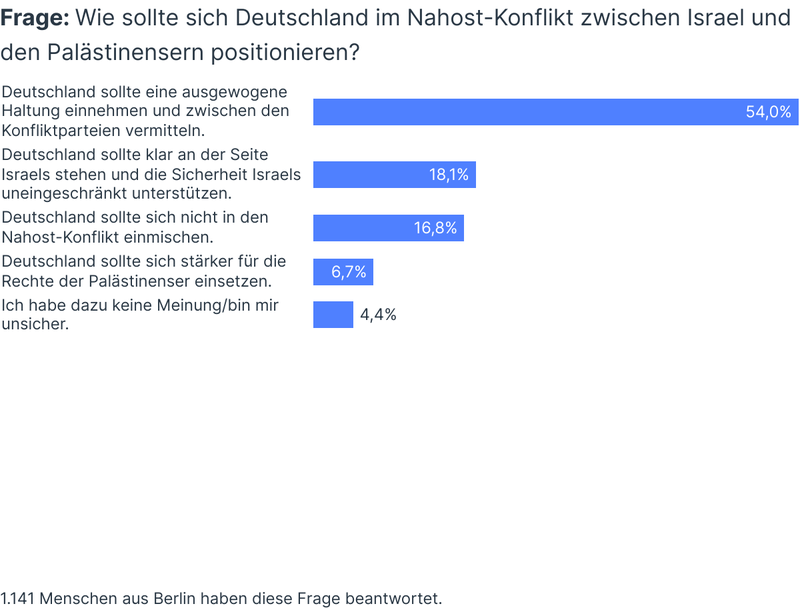 Frage: Wie sollte sich Deutschland im Nahost-Konflikt zwischen Israel und
den Palästinensern positionieren?
Deutschland sollte eine ausgewogene
Haltung einnehmen und zwischen den
Konfliktparteien vermitteln.
54,0%
Deutschland sollte klar an der Seite
Israels stehen und die Sicherheit Israels
uneingeschränkt unterstützen.
18,1%
Deutschland sollte sich nicht in den
Nahost-Konflikt einmischen.
16,8%
Deutschland sollte sich stärker für die
Rechte der Palästinenser einsetzen.
6,7%
Ich habe dazu keine Meinung/bin mir
unsicher.
4,4%
1.141 Menschen aus Berlin haben diese Frage beantwortet.